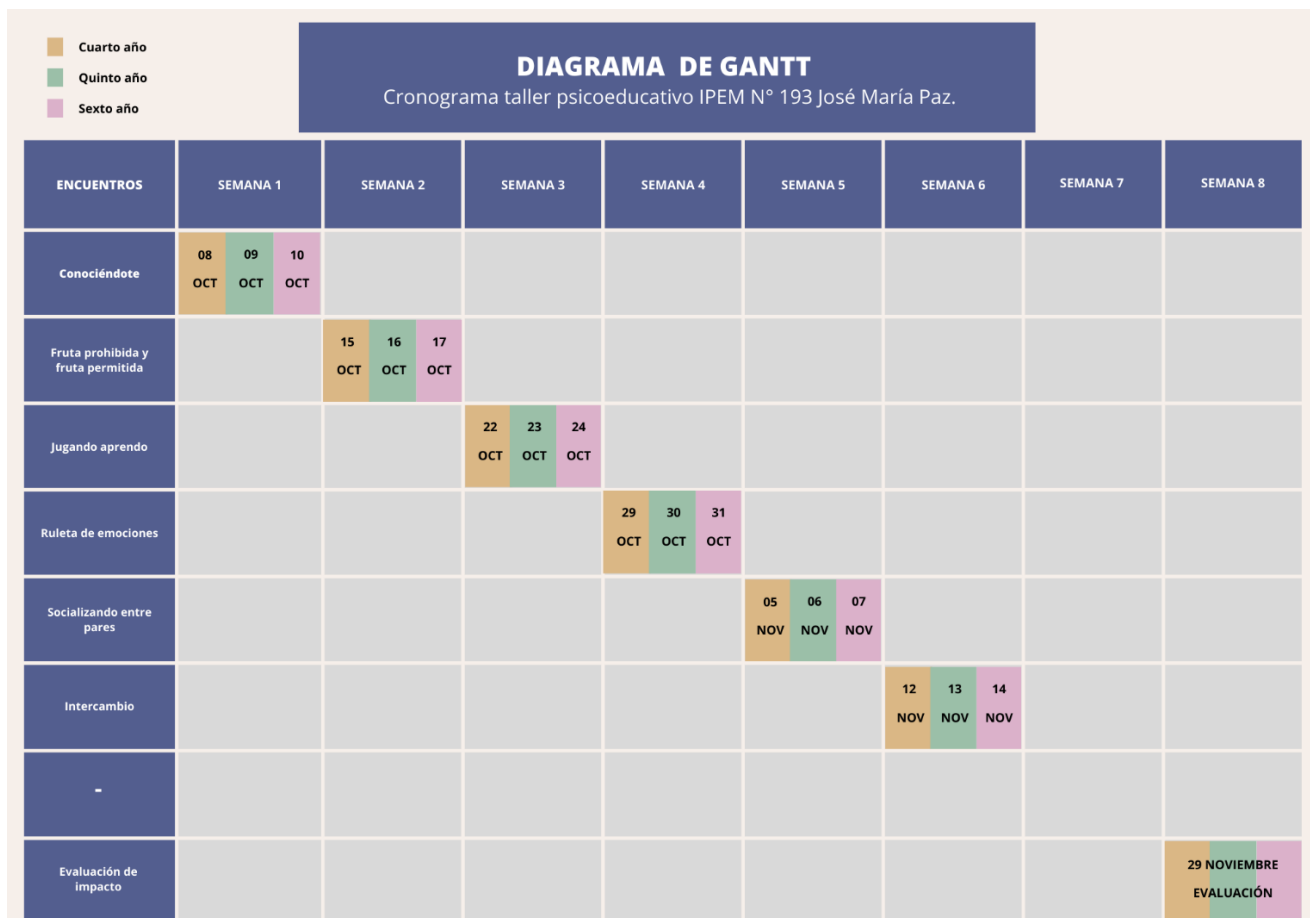 Cuarto año
Quinto año
Sexto año
DIAGRAMA DE GANTT
Cronograma taller psicoeducativo IPEM N° 193 José María Paz.
ENCUENTROS
SEMANA 1
SEMANA 2
SEMANA 3
SEMANA 4
SEMANA 5
SEMANA 6
SEMANA 7
SEMANA 8
Conociéndote
08 09 10
OCT OCT OCT
Fruta prohibida y
fruta permitida
15 16 17
OCT OCT OCT
Jugando aprendo
22 23 24
OCT OCT OCT
Ruleta de emociones
29 30 31
OCT OCT OCT
Socializando entre
pares
05 06 07
NOV NOV NOV
Intercambio
12 13 14
NOV NOV NOV
-
Evaluación de
impacto
29 NOVIEMBRE
EVALUACIÓN